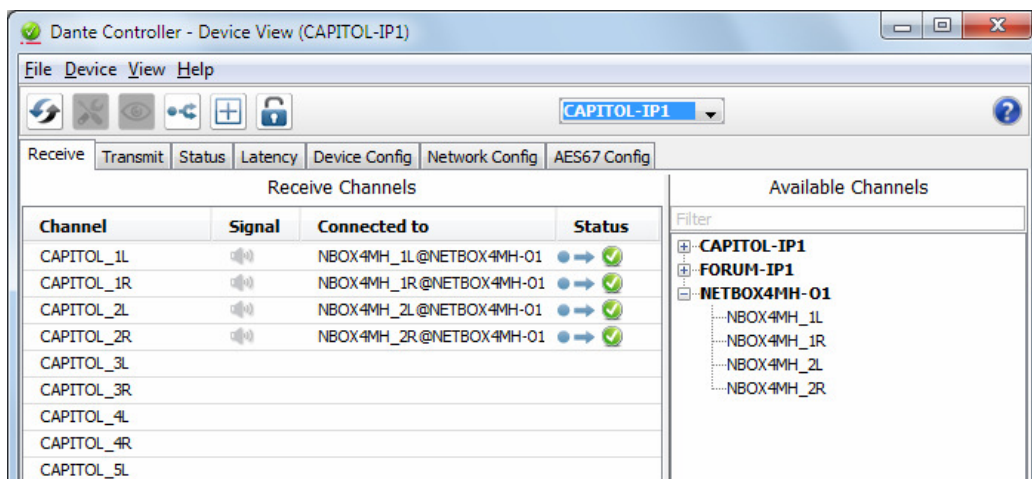 Dante Controller - Device View (CAPITOL-IP1)
File Device View Help
CAPITOL-IP1
Receive Transmit Status Latency Device Config Network Config AES67 Config
Receive Channels
Available Channels
Filter
Channel Signal Connected to Status
CAPITOL_1L NBOX4MH_1L@NETBOX4MH-01
CAPITOL_1R NBOX4MH_1R@NETBOX4MH-01
CAPITOL_2L NBOX4MH_2L@NETBOX4MH-01
CAPITOL_2R NBOX4MH_2R@NETBOX4MH-01
CAPITOL_3L
CAPITOL_3R
CAPITOL_4L
CAPITOL_4R
CAPITOL_5L
CAPITOL-IP1
FORUM-IP1
NETBOX4MH-01
NBOX4MH_1L
NBOX4MH_1R
NBOX4MH_2L
NBOX4MH_2R